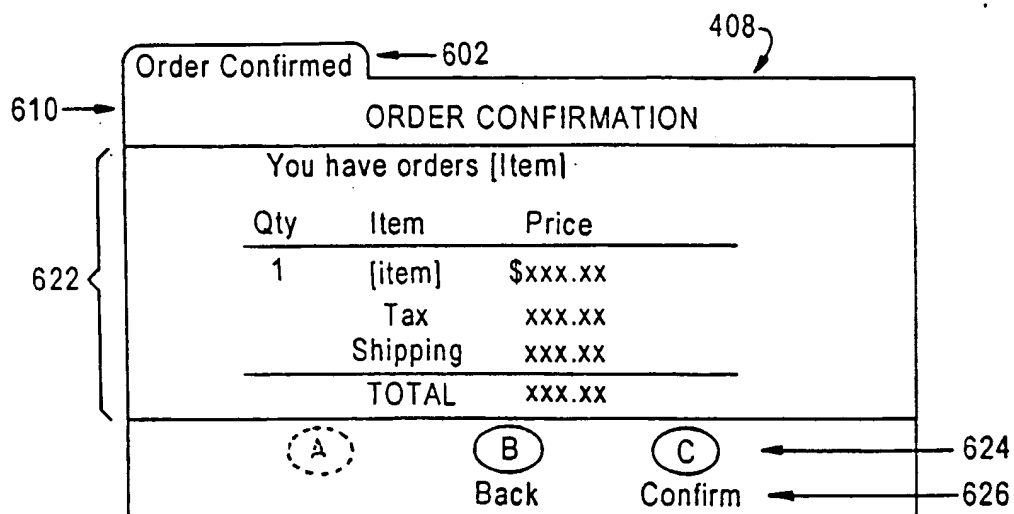 408
Order Confirmed 602
610 ORDER CONFIRMATION
You have orders [Item]
Qty Item Price
1 [item] $xxx.xx
622
Tax xxx.xx
Shipping xxx.xx
TOTAL xxx.xx
A B C 624
Back Confirm 626